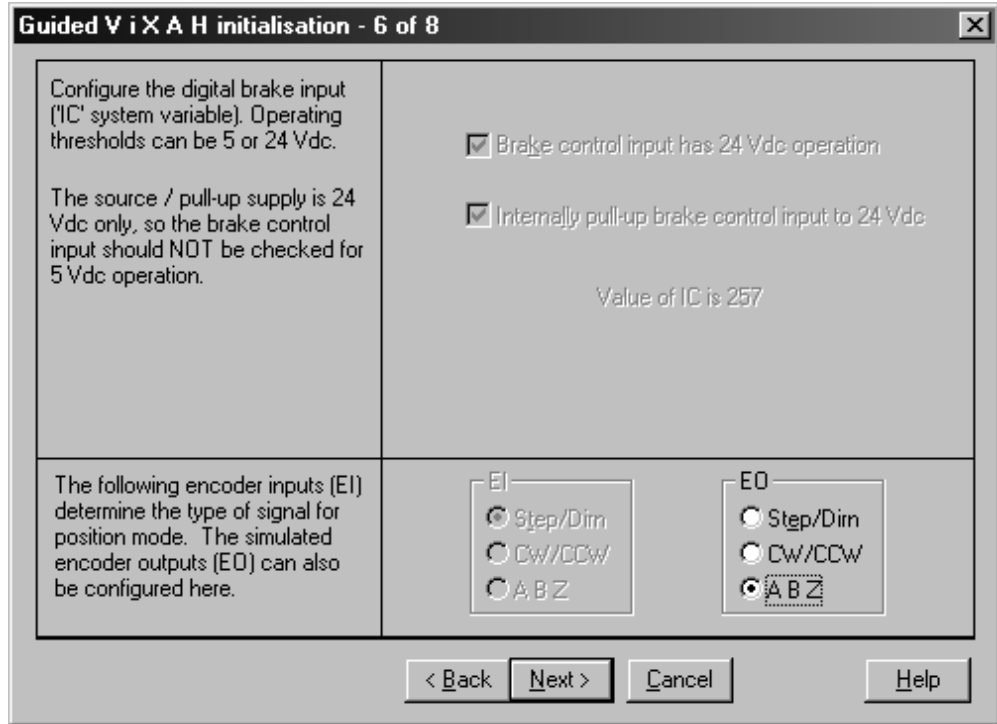 Guided V i X A H initialisation - 6 of 8
Configure the digital brake input
('IC' system variable). Operating
thresholds can be 5 or 24 Vdc.
The source / pull-up supply is 24
Vdc only, so the brake control
input should NOT be checked for
5 Vdc operation.
Brake control input has 24 Vdc operation
Internally pull-up brake control input to 24 Vdc
Value of IC is 257
The following encoder inputs (EI)
determine the type of signal for
position mode. The simulated
encoder outputs (EO) can also
be configured here.
EI
Step/Dirn
CW/CCW
A B Z
EO
Step/Dirn
CW/CCW
A B Z
< Back
Next >
Cancel
Help